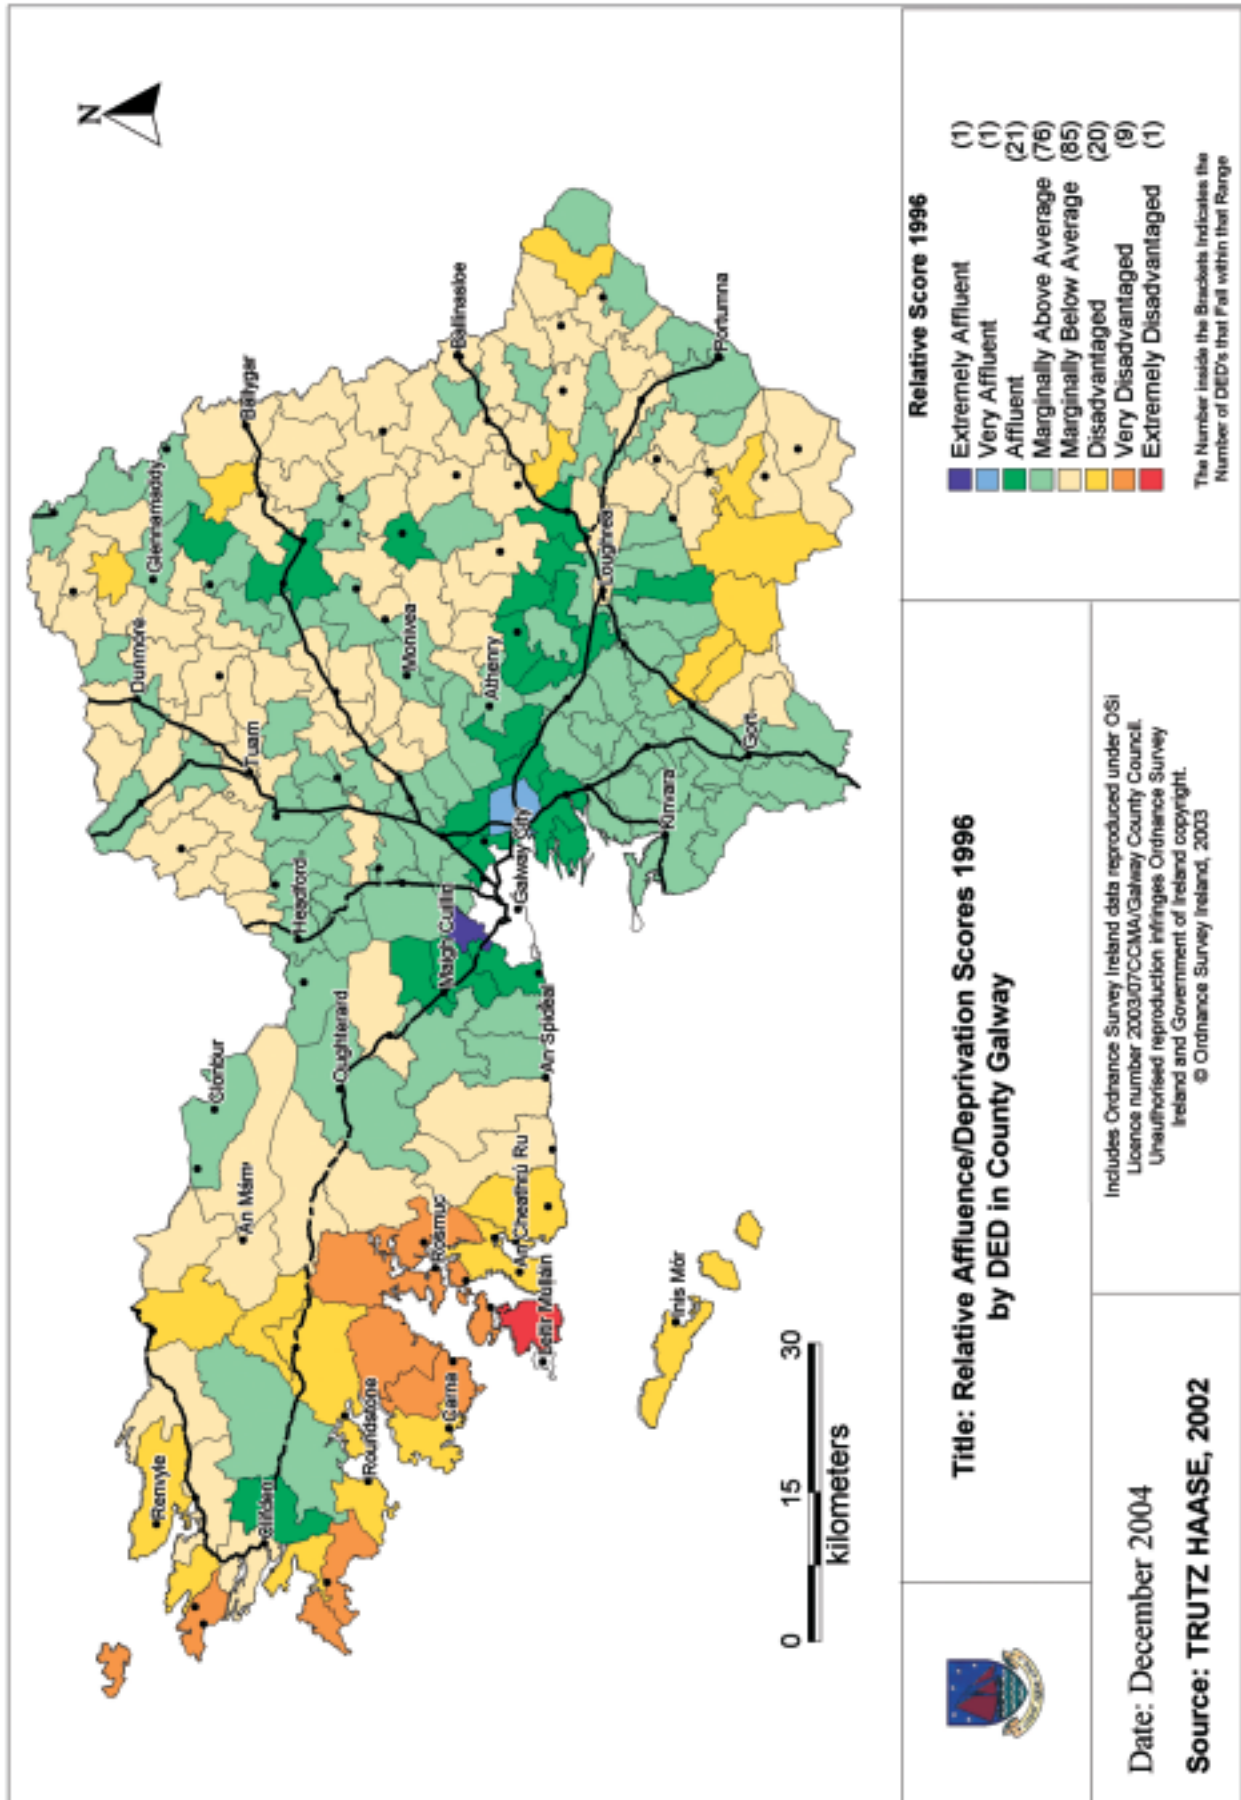 N
Ballygar
Glennamaddy
Dunmore
Tuam
Ballinasloe
Monivea
Athenry
Headford
Loughrea
Portumna
Clonbur
Oughterard
Maigh Cuilin
Galway City
Gort
Kinvara
An Mám
An Spidéal
Renvyle
Clifden
Roundstone
Rosmuc
An Cheathrú Ru
Carna
Leitir Mulláin
Inis Mór
0 15 30
kilometers
Relative Score 1996
Extremely Affluent (1)
Very Affluent (1)
Affluent (21)
Marginally Above Average (76)
Marginally Below Average (85)
Disadvantaged (20)
Very Disadvantaged (9)
Extremely Disadvantaged (1)
The Number inside the Brackets Indicates the
Number of DED's that Fall within that Range
Title: Relative Affluence/Deprivation Scores 1996
by DED in County Galway
Includes Ordnance Survey Ireland data reproduced under OSi
Licence number 2003/07CCMA/Galway County Council.
Unauthorised reproduction infringes Ordnance Survey
Ireland and Government of Ireland copyright.
© Ordnance Survey Ireland, 2003
Date: December 2004
Source: TRUTZ HAASE, 2002